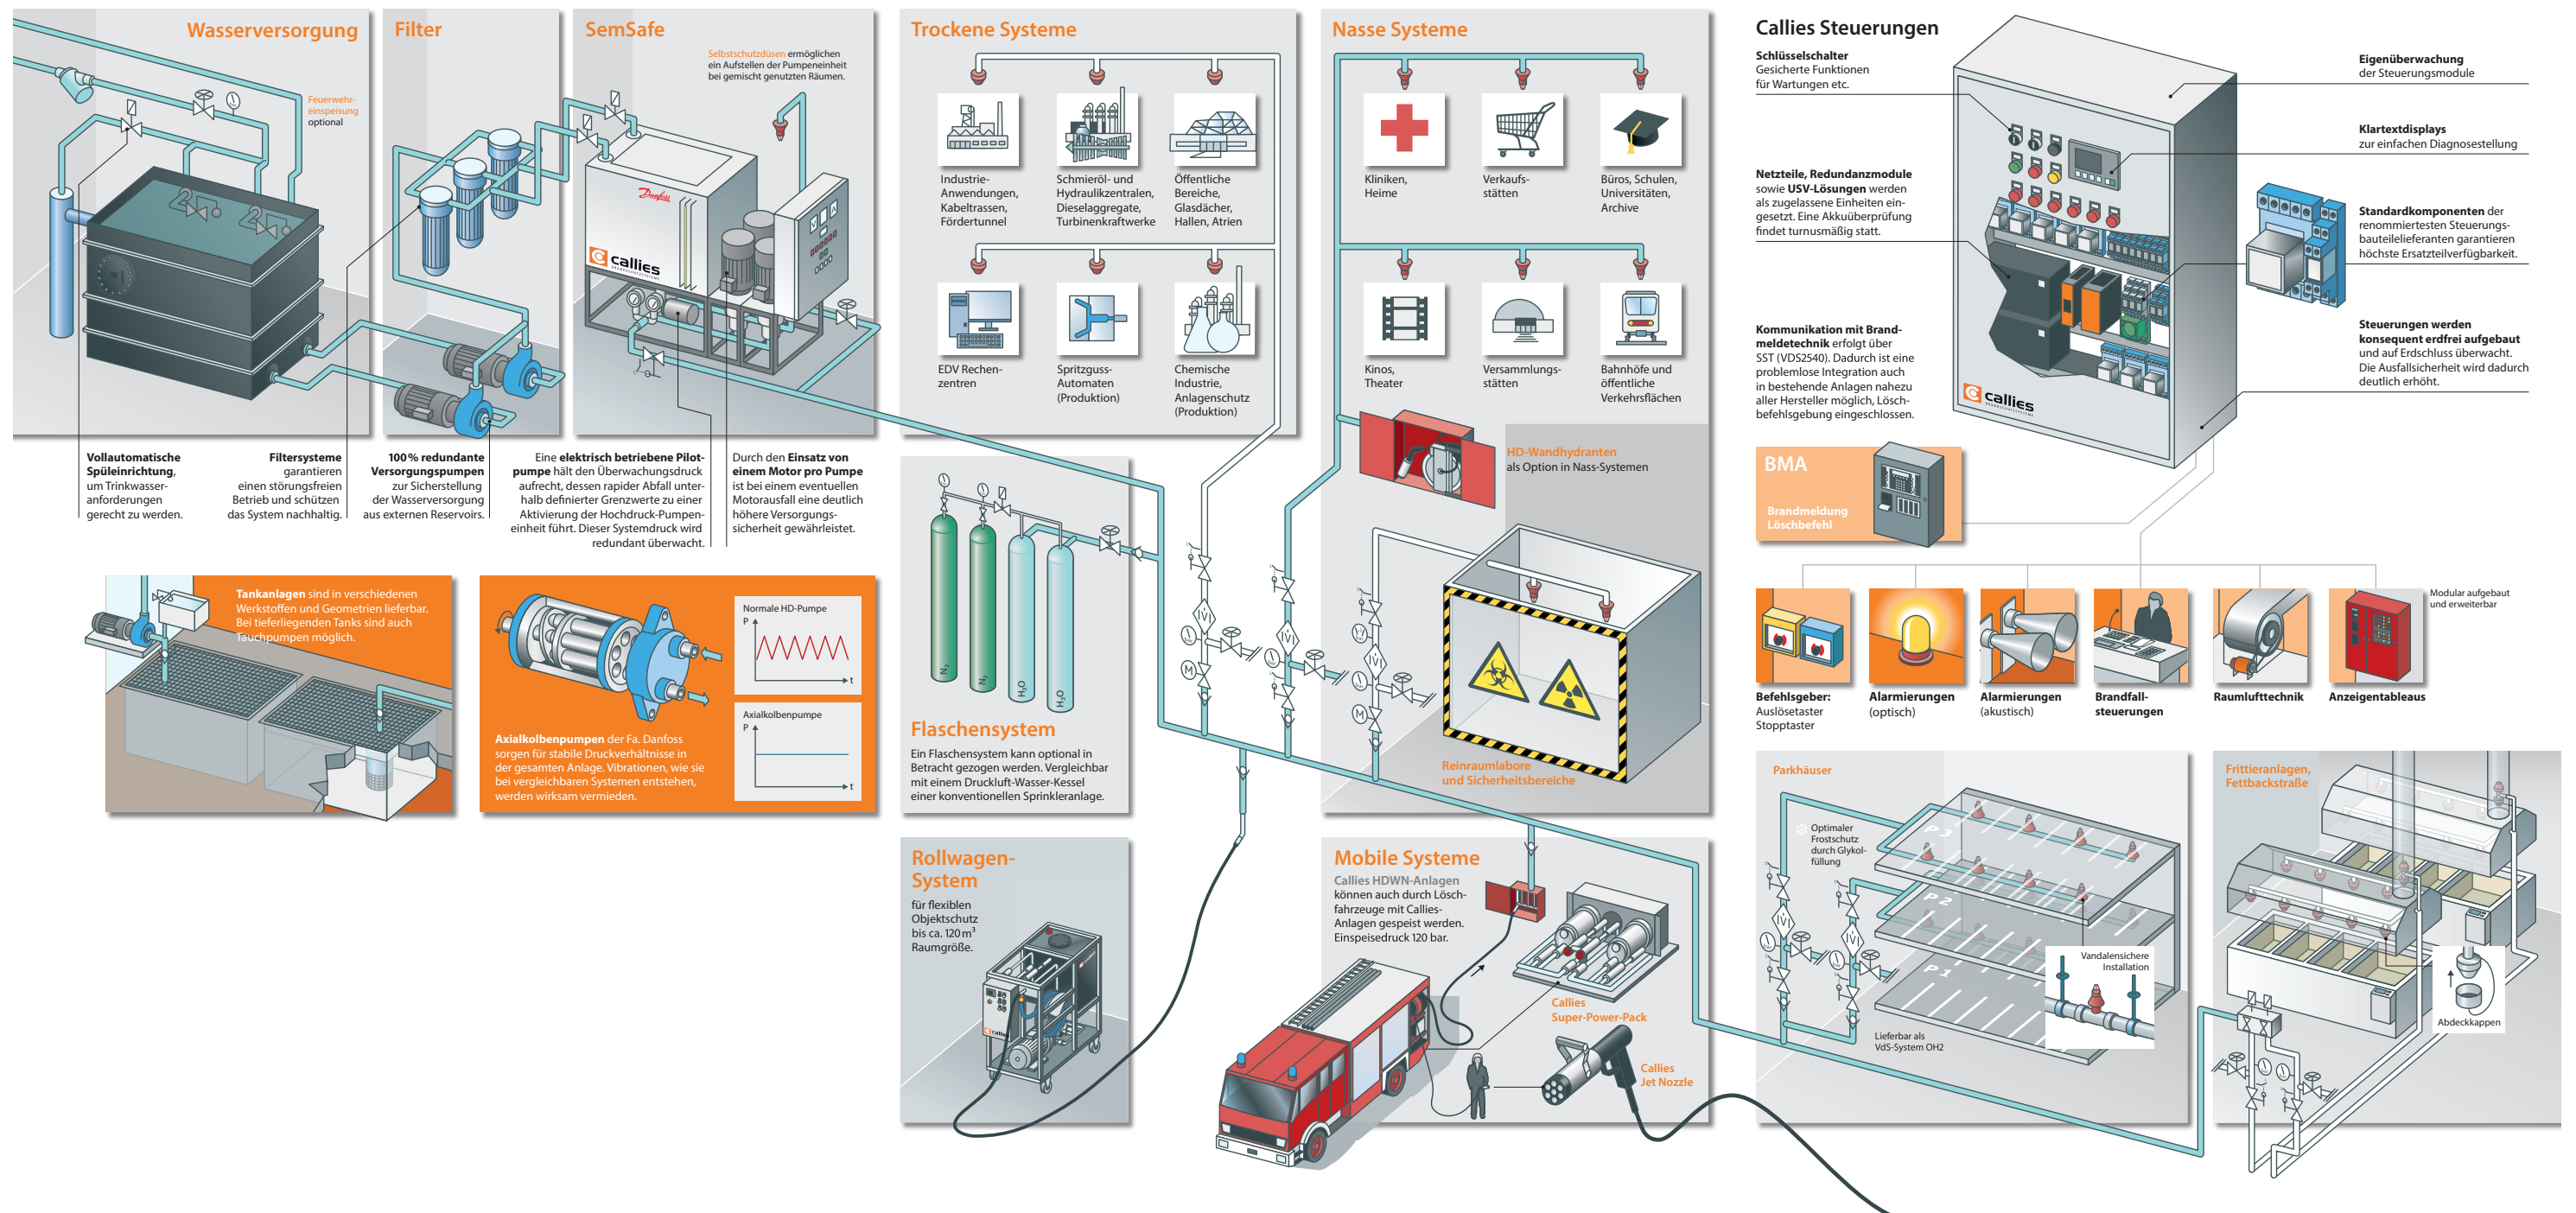 Wasserversorgung
Feuerwehr-
einspeisung
optional
Vollautomatische
Spüleinrichtung,
um Trinkwasser-
anforderungen
gerecht zu werden.
Filter
Filtersysteme
garantieren
einen störungsfreien
Betrieb und schützen
das System nachhaltig.
100 % redundante
Versorgungspumpen
zur Sicherstellung
der Wasserversorgung
aus externen Reservoirs.
SemSafe
Selbstschutzdüsen ermöglichen
ein Aufstellen der Pumpeneinheit
bei gemischt genutzten Räumen.
Danfoss
callies
BRANDSCHUTZSYSTEME
Eine elektrisch betriebene Pilot-
pumpe hält den Überwachungsdruck
aufrecht, dessen rapider Abfall unter-
halb definierter Grenzwerte zu einer
Aktivierung der Hochdruck-Pumpen-
einheit führt. Dieser Systemdruck wird
redundant überwacht.
Durch den Einsatz von
einem Motor pro Pumpe
ist bei einem eventuellen
Motorausfall eine deutlich
höhere Versorgungs-
sicherheit gewährleistet.
Tankanlagen sind in verschiedenen
Werkstoffen und Geometrien lieferbar.
Bei tieferliegenden Tanks sind auch
Tauchpumpen möglich.
Axialkolbenpumpen der Fa. Danfoss
sorgen für stabile Druckverhältnisse in
der gesamten Anlage. Vibrationen, wie sie
bei vergleichbaren Systemen entstehen,
werden wirksam vermieden.
Normale HD-Pumpe
P
t
Axialkolbenpumpe
P
t
Trockene Systeme
Industrie-
Anwendungen,
Kabeltrassen,
Fördertunnel
Schmieröl- und
Hydraulikzentralen,
Dieselaggregate,
Turbinenkraftwerke
Öffentliche
Bereiche,
Glasdächer,
Hallen, Atrien
EDV Rechen-
zentren
Spritzguss-
Automaten
(Produktion)
Chemische
Industrie,
Anlagenschutz
(Produktion)
N₂
N₂
H₂O
H₂O
Flaschensystem
Ein Flaschensystem kann optional in
Betracht gezogen werden. Vergleichbar
mit einem Druckluft-Wasser-Kessel
einer konventionellen Sprinkleranlage.
M
M
Rollwagen-
System
für flexiblen
Objektschutz
bis ca. 120 m³
Raumgröße.
callies
Nasse Systeme
Kliniken,
Heime
Verkaufs-
stätten
Büros, Schulen,
Universitäten,
Archive
Kinos,
Theater
Versammlungs-
stätten
Bahnhöfe und
öffentliche
Verkehrsflächen
HD-Wandhydranten
als Option in Nass-Systemen
Reinraumlabore
und Sicherheitsbereiche
Mobile Systeme
Callies HDWN-Anlagen
können auch durch Lösch-
fahrzeuge mit Callies-
Anlagen gespeist werden.
Einspeisedruck 120 bar.
Callies
Super-Power-Pack
Callies
Jet Nozzle
Callies Steuerungen
Schlüsselschalter
Gesicherte Funktionen
für Wartungen etc.
Netzteile, Redundanzmodule
sowie USV-Lösungen werden
als zugelassene Einheiten ein-
gesetzt. Eine Akkuüberprüfung
findet turnusmäßig statt.
Kommunikation mit Brand-
meldetechnik erfolgt über
SST (VDS2540). Dadurch ist eine
problemlose Integration auch
in bestehende Anlagen nahezu
aller Hersteller möglich, Lösch-
befehlsgebung eingeschlossen.
callies
BRANDSCHUTZSYSTEME
Eigenüberwachung
der Steuerungsmodule
Klartextdisplays
zur einfachen Diagnosestellung
Standardkomponenten der
renommiertesten Steuerungs-
bauteilelieferanten garantieren
höchste Ersatzteilverfügbarkeit.
Steuerungen werden
konsequent erdfrei aufgebaut
und auf Erdschluss überwacht.
Die Ausfallsicherheit wird dadurch
deutlich erhöht.
BMA
Brandmeldung
Löschbefehl
Befehlsgeber:
Auslösetaster
Stopptaster
Alarmierungen
(optisch)
Alarmierungen
(akustisch)
Brandfall-
steuerungen
Raumlufttechnik
Anzeigentableaus
Modular aufgebaut
und erweiterbar
Parkhäuser
Optimaler
Frostschutz
durch Glykol-
füllung
P 3
P 2
P 1
Vandalensichere
Installation
Lieferbar als
VdS-System OH2
Frittieranlagen,
Fettbackstraße
Abdeckkappen